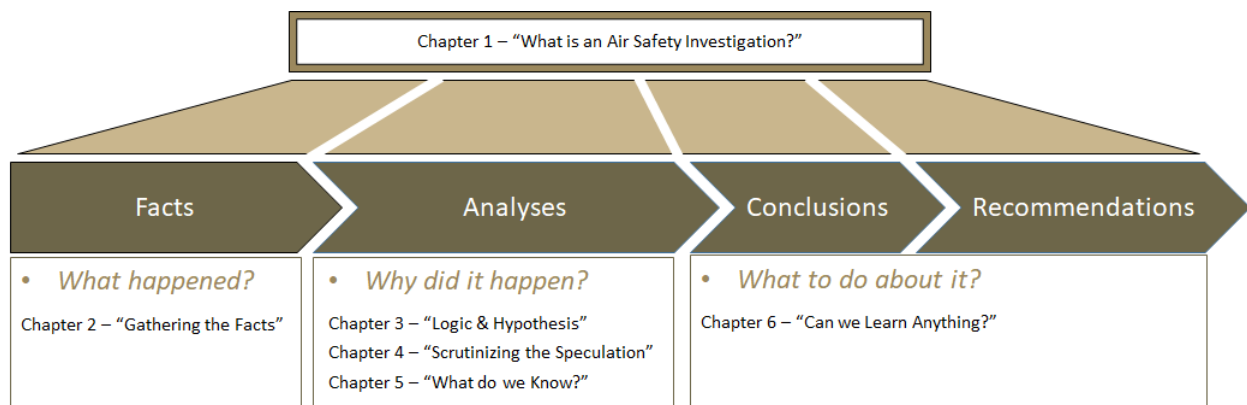 Chapter 1 – “What is an Air Safety Investigation?”
Facts
Analyses
Conclusions
Recommendations
• What happened?
Chapter 2 – “Gathering the Facts”
• Why did it happen?
Chapter 3 – “Logic & Hypothesis”
Chapter 4 – “Scrutinizing the Speculation”
Chapter 5 – “What do we Know?”
• What to do about it?
Chapter 6 – “Can we Learn Anything?”